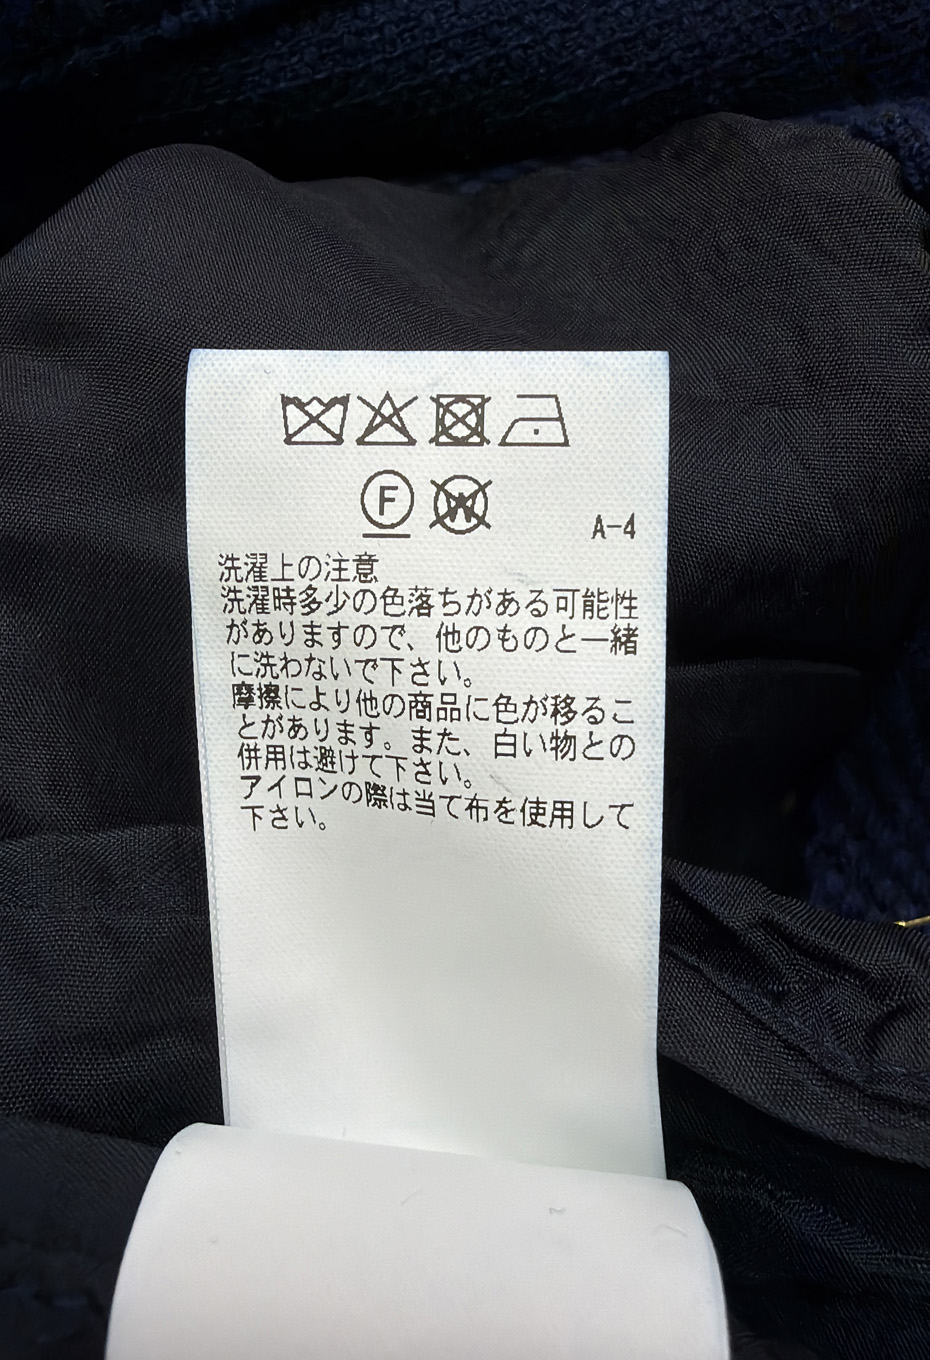 F W
A-4
洗濯上の注意
洗濯時多少の色落ちがある可能性
がありますので、他のものと一緒
に洗わないで下さい。
摩擦により他の商品に色が移るこ
とがあります。また、白い物との
併用は避けて下さい。
アイロンの際は当て布を使用して
下さい。